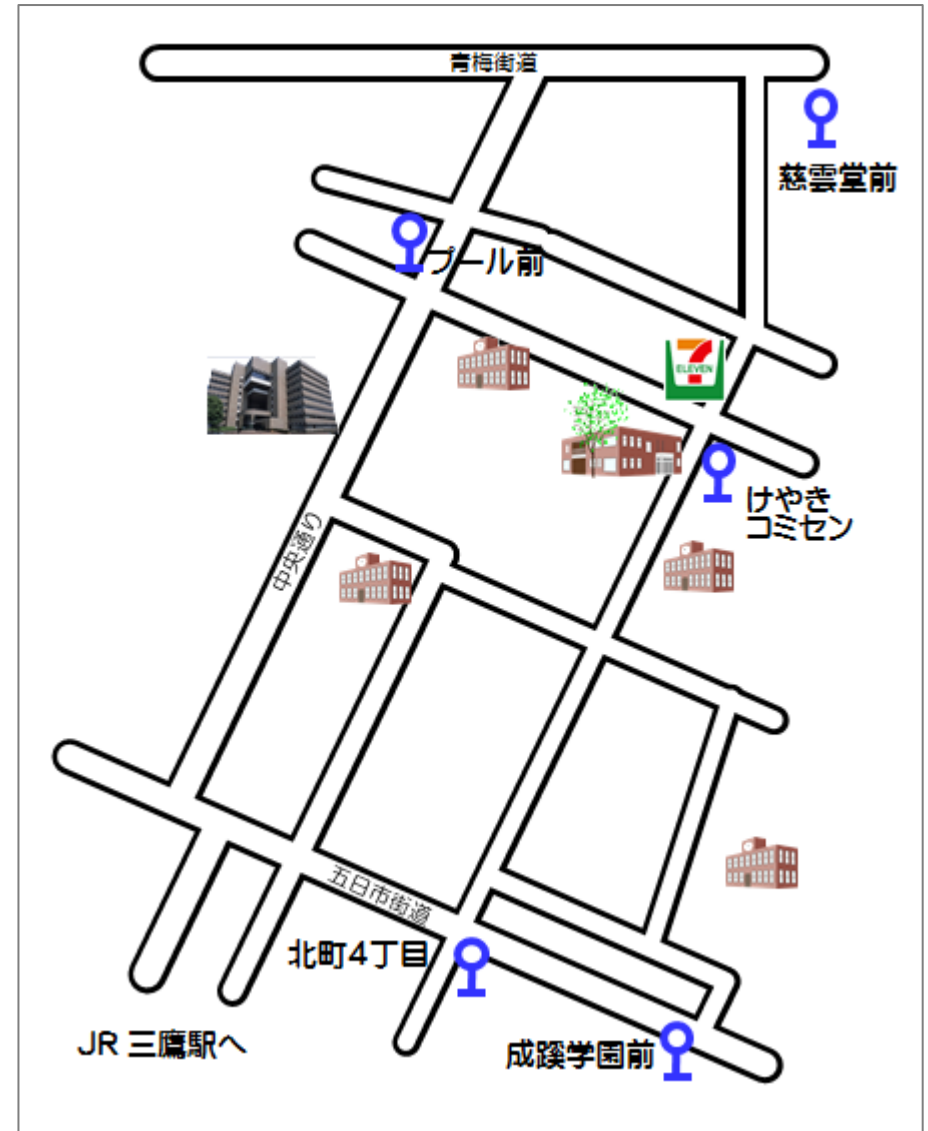 青梅街道
慈雲堂前
プール前
ELEVEN
けやき
コミセン
中央通り
五日市街道
北町4丁目
JR 三鷹駅へ
成蹊学園前